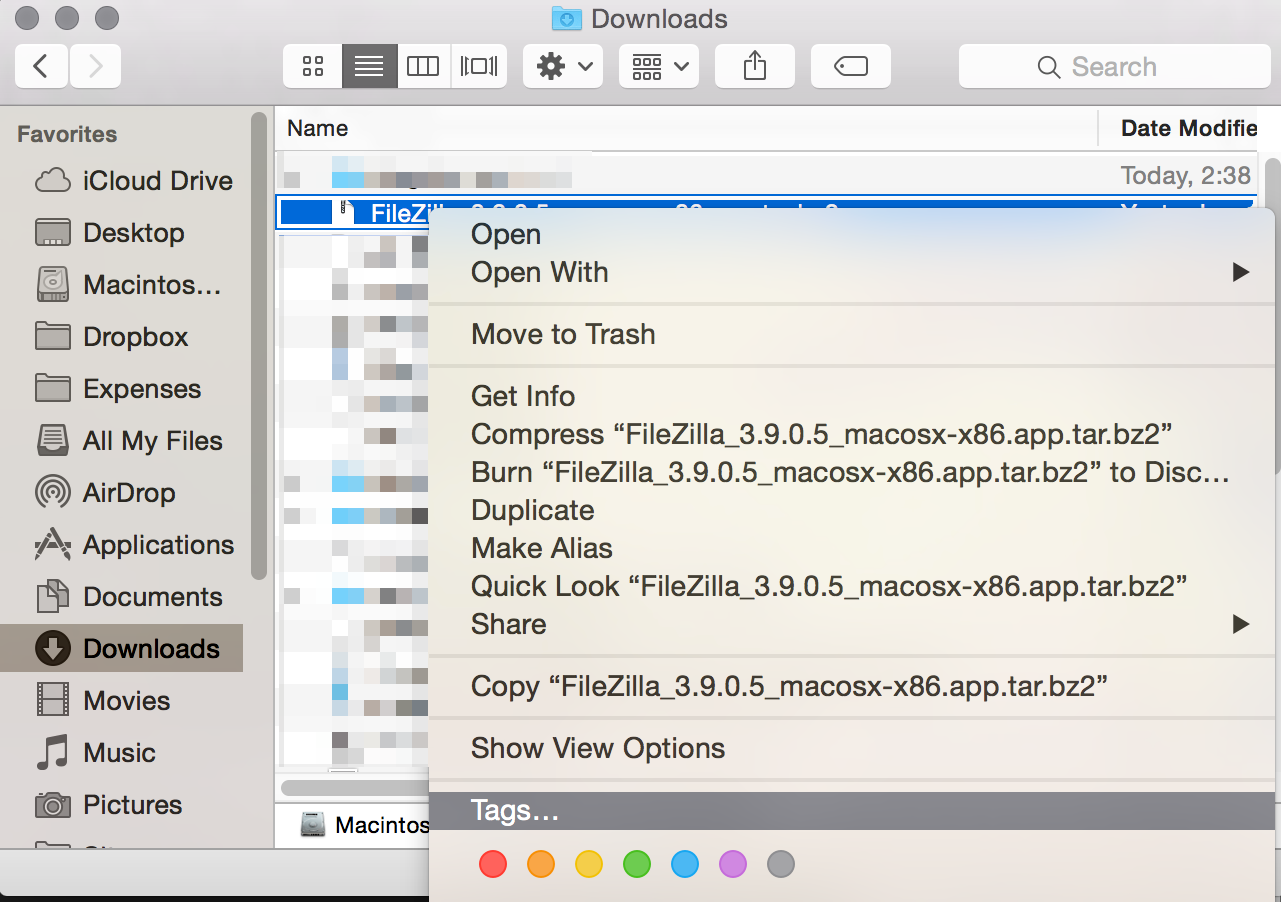 Downloads
Search
Favorites
iCloud Drive
Desktop
Macintos...
Dropbox
Expenses
All My Files
AirDrop
Applications
Documents
Downloads
Movies
Music
Pictures
Name
Date Modifie
Today, 2:38
FileZil
Open
Open With
Move to Trash
Get Info
Compress “FileZilla_3.9.0.5_macosx-x86.app.tar.bz2”
Burn “FileZilla_3.9.0.5_macosx-x86.app.tar.bz2” to Disc...
Duplicate
Make Alias
Quick Look “FileZilla_3.9.0.5_macosx-x86.app.tar.bz2”
Share
Copy “FileZilla_3.9.0.5_macosx-x86.app.tar.bz2”
Show View Options
Tags...
Macintos